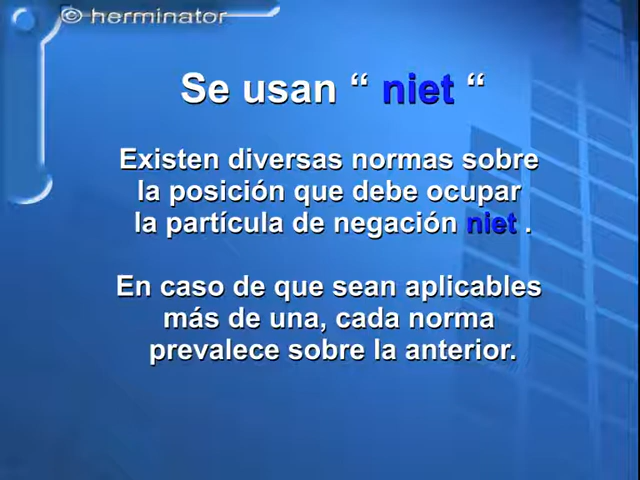 © herminator
Se usan “ niet “
Existen diversas normas sobre
la posición que debe ocupar
la partícula de negación niet .
En caso de que sean aplicables
más de una, cada norma
prevalece sobre la anterior.